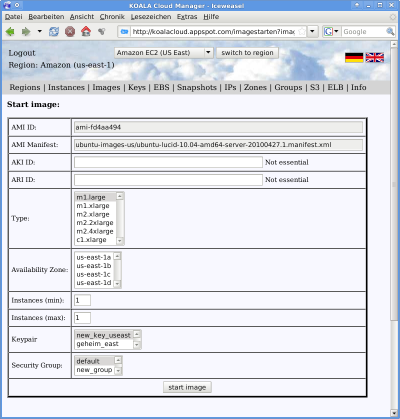 KOALA Cloud Manager - Iceweasel
Datei Bearbeiten Ansicht Chronik Lesezeichen Extras Hilfe
http://koalacloud.appspot.com/imagestarten?imag Google
Logout Amazon EC2 (US East) switch to region
Region: Amazon (us-east-1)
Regions | Instances | Images | Keys | EBS | Snapshots | IPs | Zones | Groups | S3 | ELB | Info
Start image:
AMI ID: ami-fd4aa494
AMI Manifest: ubuntu-images-us/ubuntu-lucid-10.04-amd64-server-20100427.1.manifest.xml
AKI ID: Not essential
ARI ID: Not essential
Type:
m1.large
m1.xlarge
m2.xlarge
m2.2xlarge
m2.4xlarge
c1.xlarge
Availability Zone:
us-east-1a
us-east-1b
us-east-1c
us-east-1d
Instances (min): 1
Instances (max): 1
Keypair
new_key_useast
geheim_east
Security Group:
default
new_group
start image
Fertig